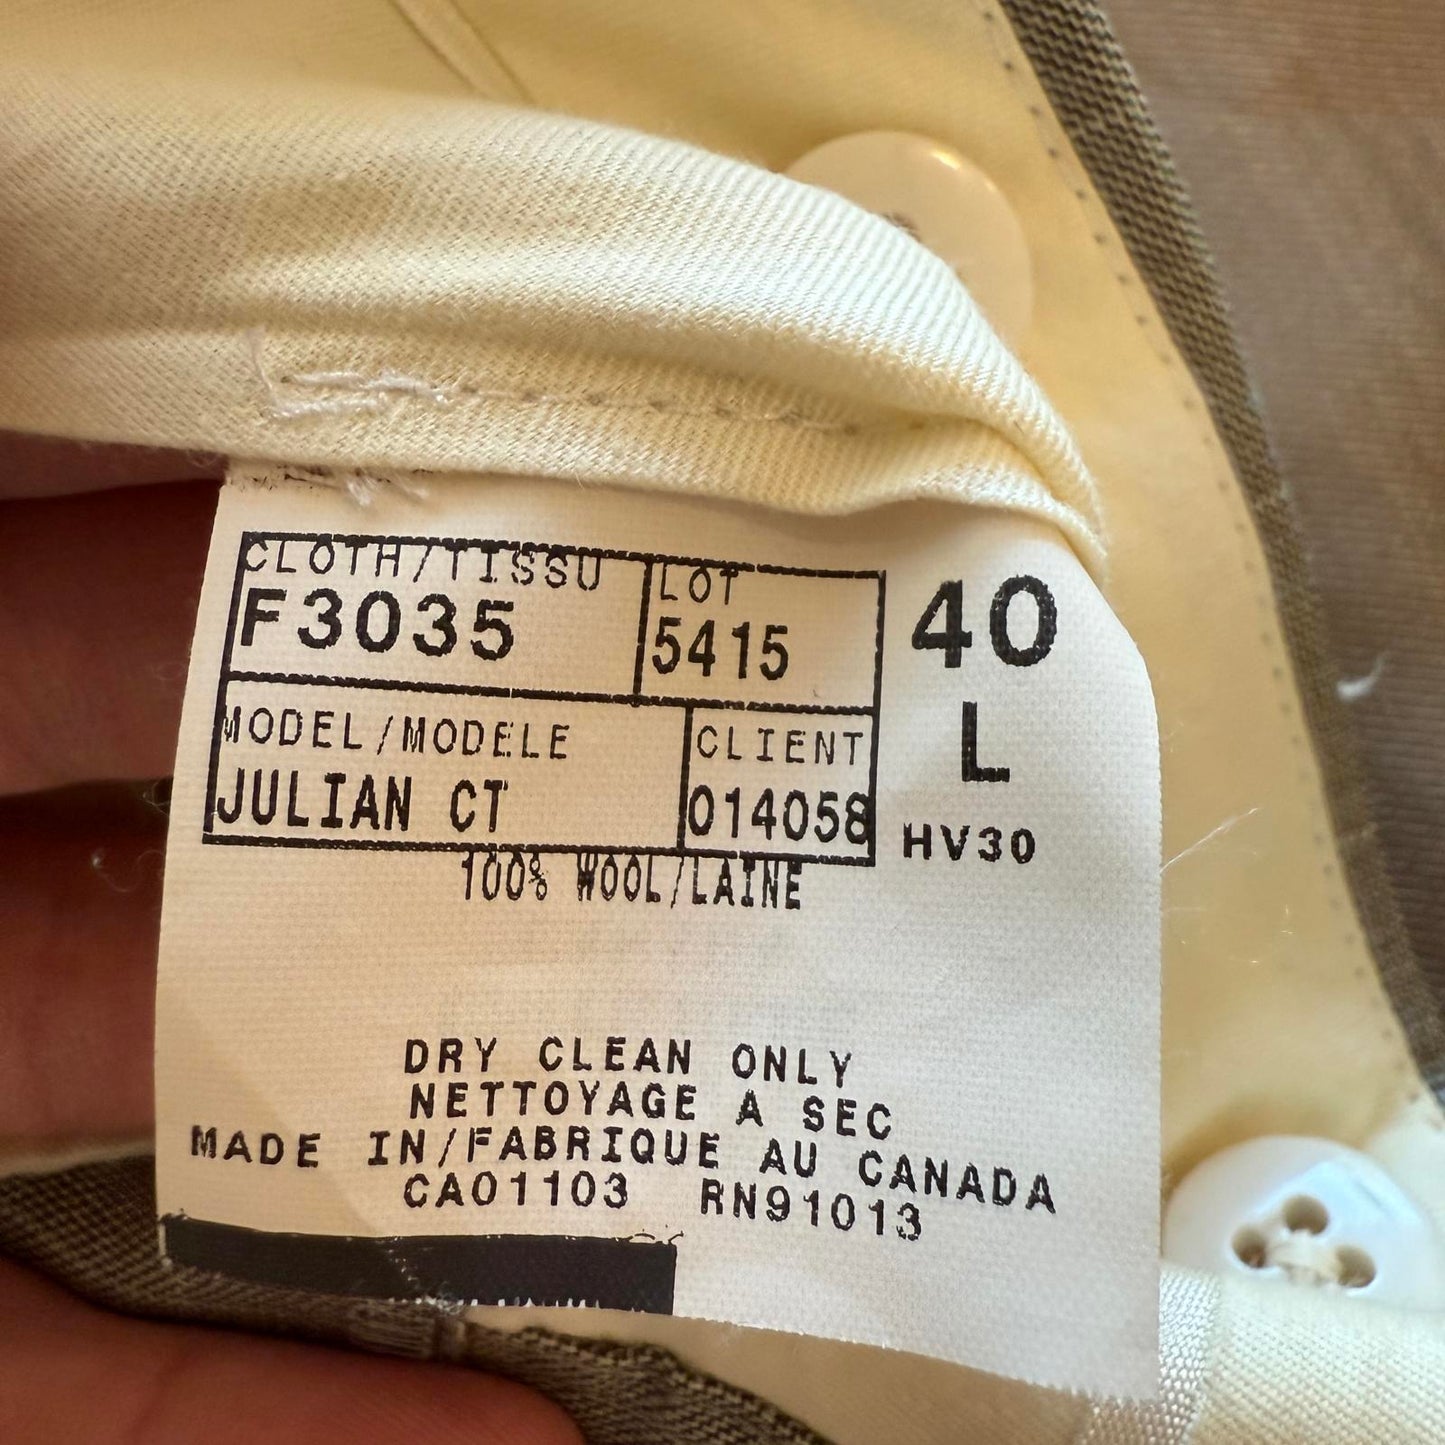 CLOTH/TISSU LOT
F3035 5415 40
MODEL/MODELE CLIENT L
JULIAN CT 014058 HV30
100% WOOL/LAINE
DRY CLEAN ONLY
NETTOYAGE A SEC
MADE IN/FABRIQUE AU CANADA
CA01103 RN91013